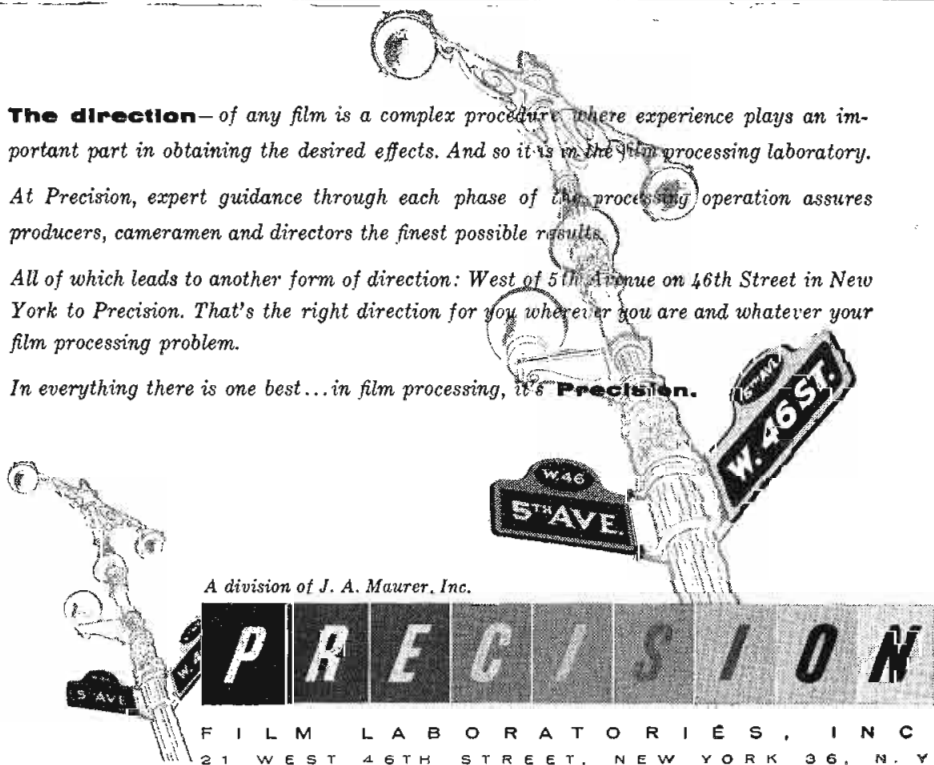 The direction—of any film is a complex procedure, where experience plays an im-
portant part in obtaining the desired effects. And so it is in the film processing laboratory.
At Precision, expert guidance through each phase of the processing operation assures
producers, cameramen and directors the finest possible results.
All of which leads to another form of direction: West of 5th Avenue on 46th Street in New
York to Precision. That's the right direction for you wherever you are and whatever your
film processing problem.
In everything there is one best...in film processing, it's Precision.
5TH AVE.
W. 46 ST.
W. 46
5TH AVE.
A division of J. A. Maurer, Inc.
5 AVE
PRECISION
FILM LABORATORIES, INC
21 WEST 46TH STREET, NEW YORK 36, N. Y